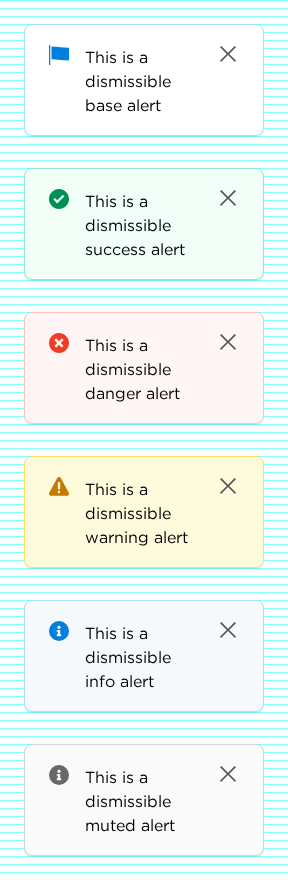 This is a
dismissible
base alert
This is a
dismissible
success alert
This is a
dismissible
danger alert
This is a
dismissible
warning alert
This is a
dismissible
info alert
This is a
dismissible
muted alert